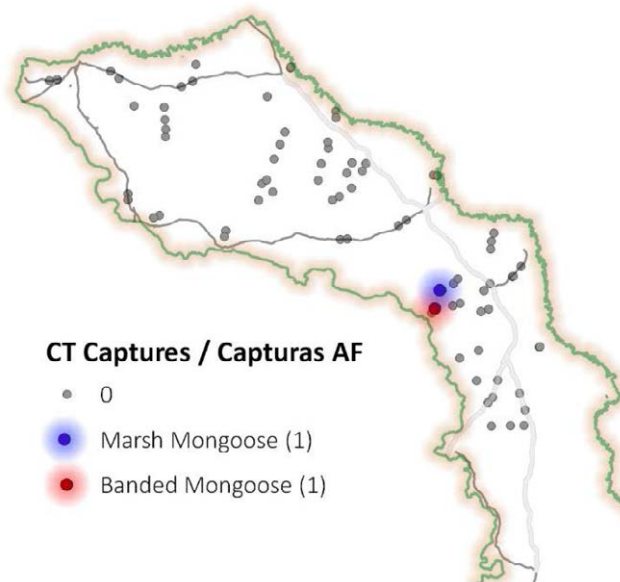 CT Captures / Capturas AF
0
Marsh Mongoose (1)
Banded Mongoose (1)